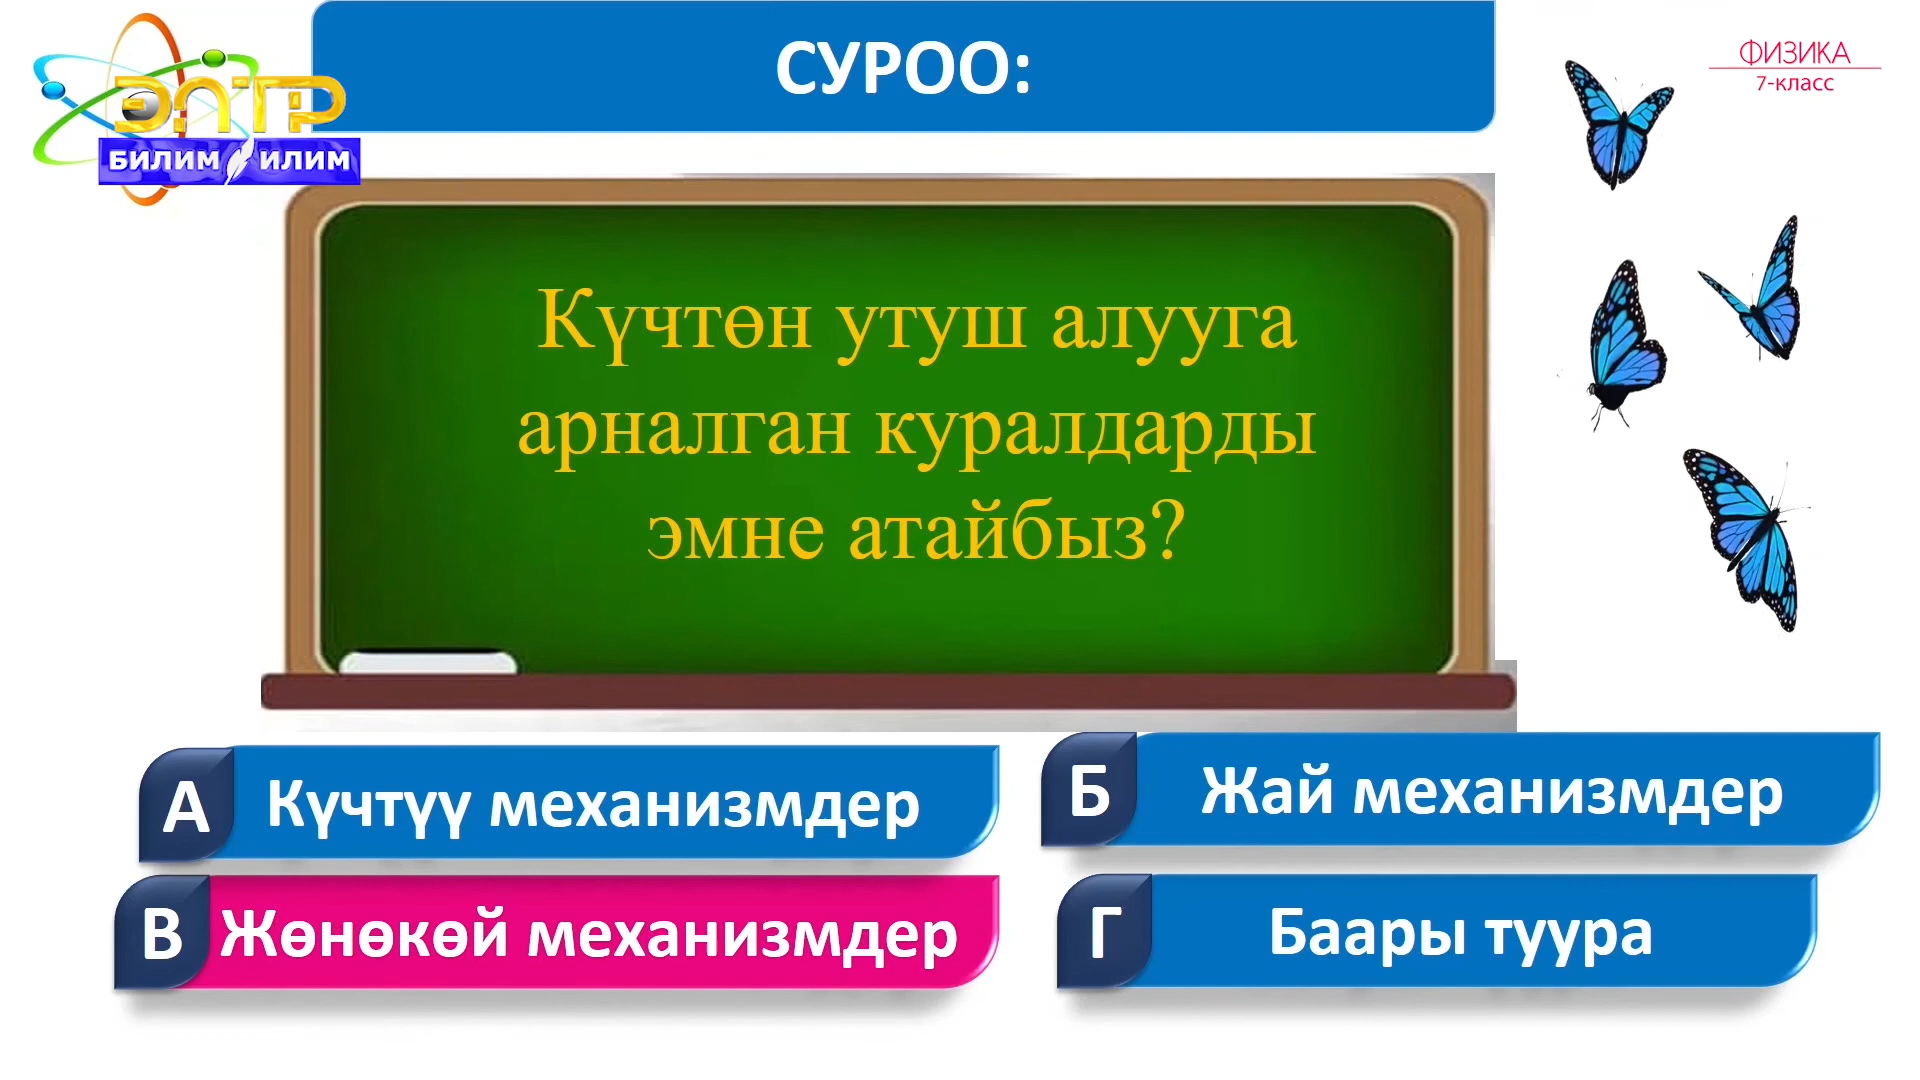 СУРОО:
ФИЗИКА
7-класс
ЭЛТР
БИЛИМ ИЛИМ
Күчтөн утуш алууга
арналган куралдарды
эмне атайбыз?
А Күчтүү механизмдер
Б Жай механизмдер
В Жөнөкөй механизмдер
Г Баары туура